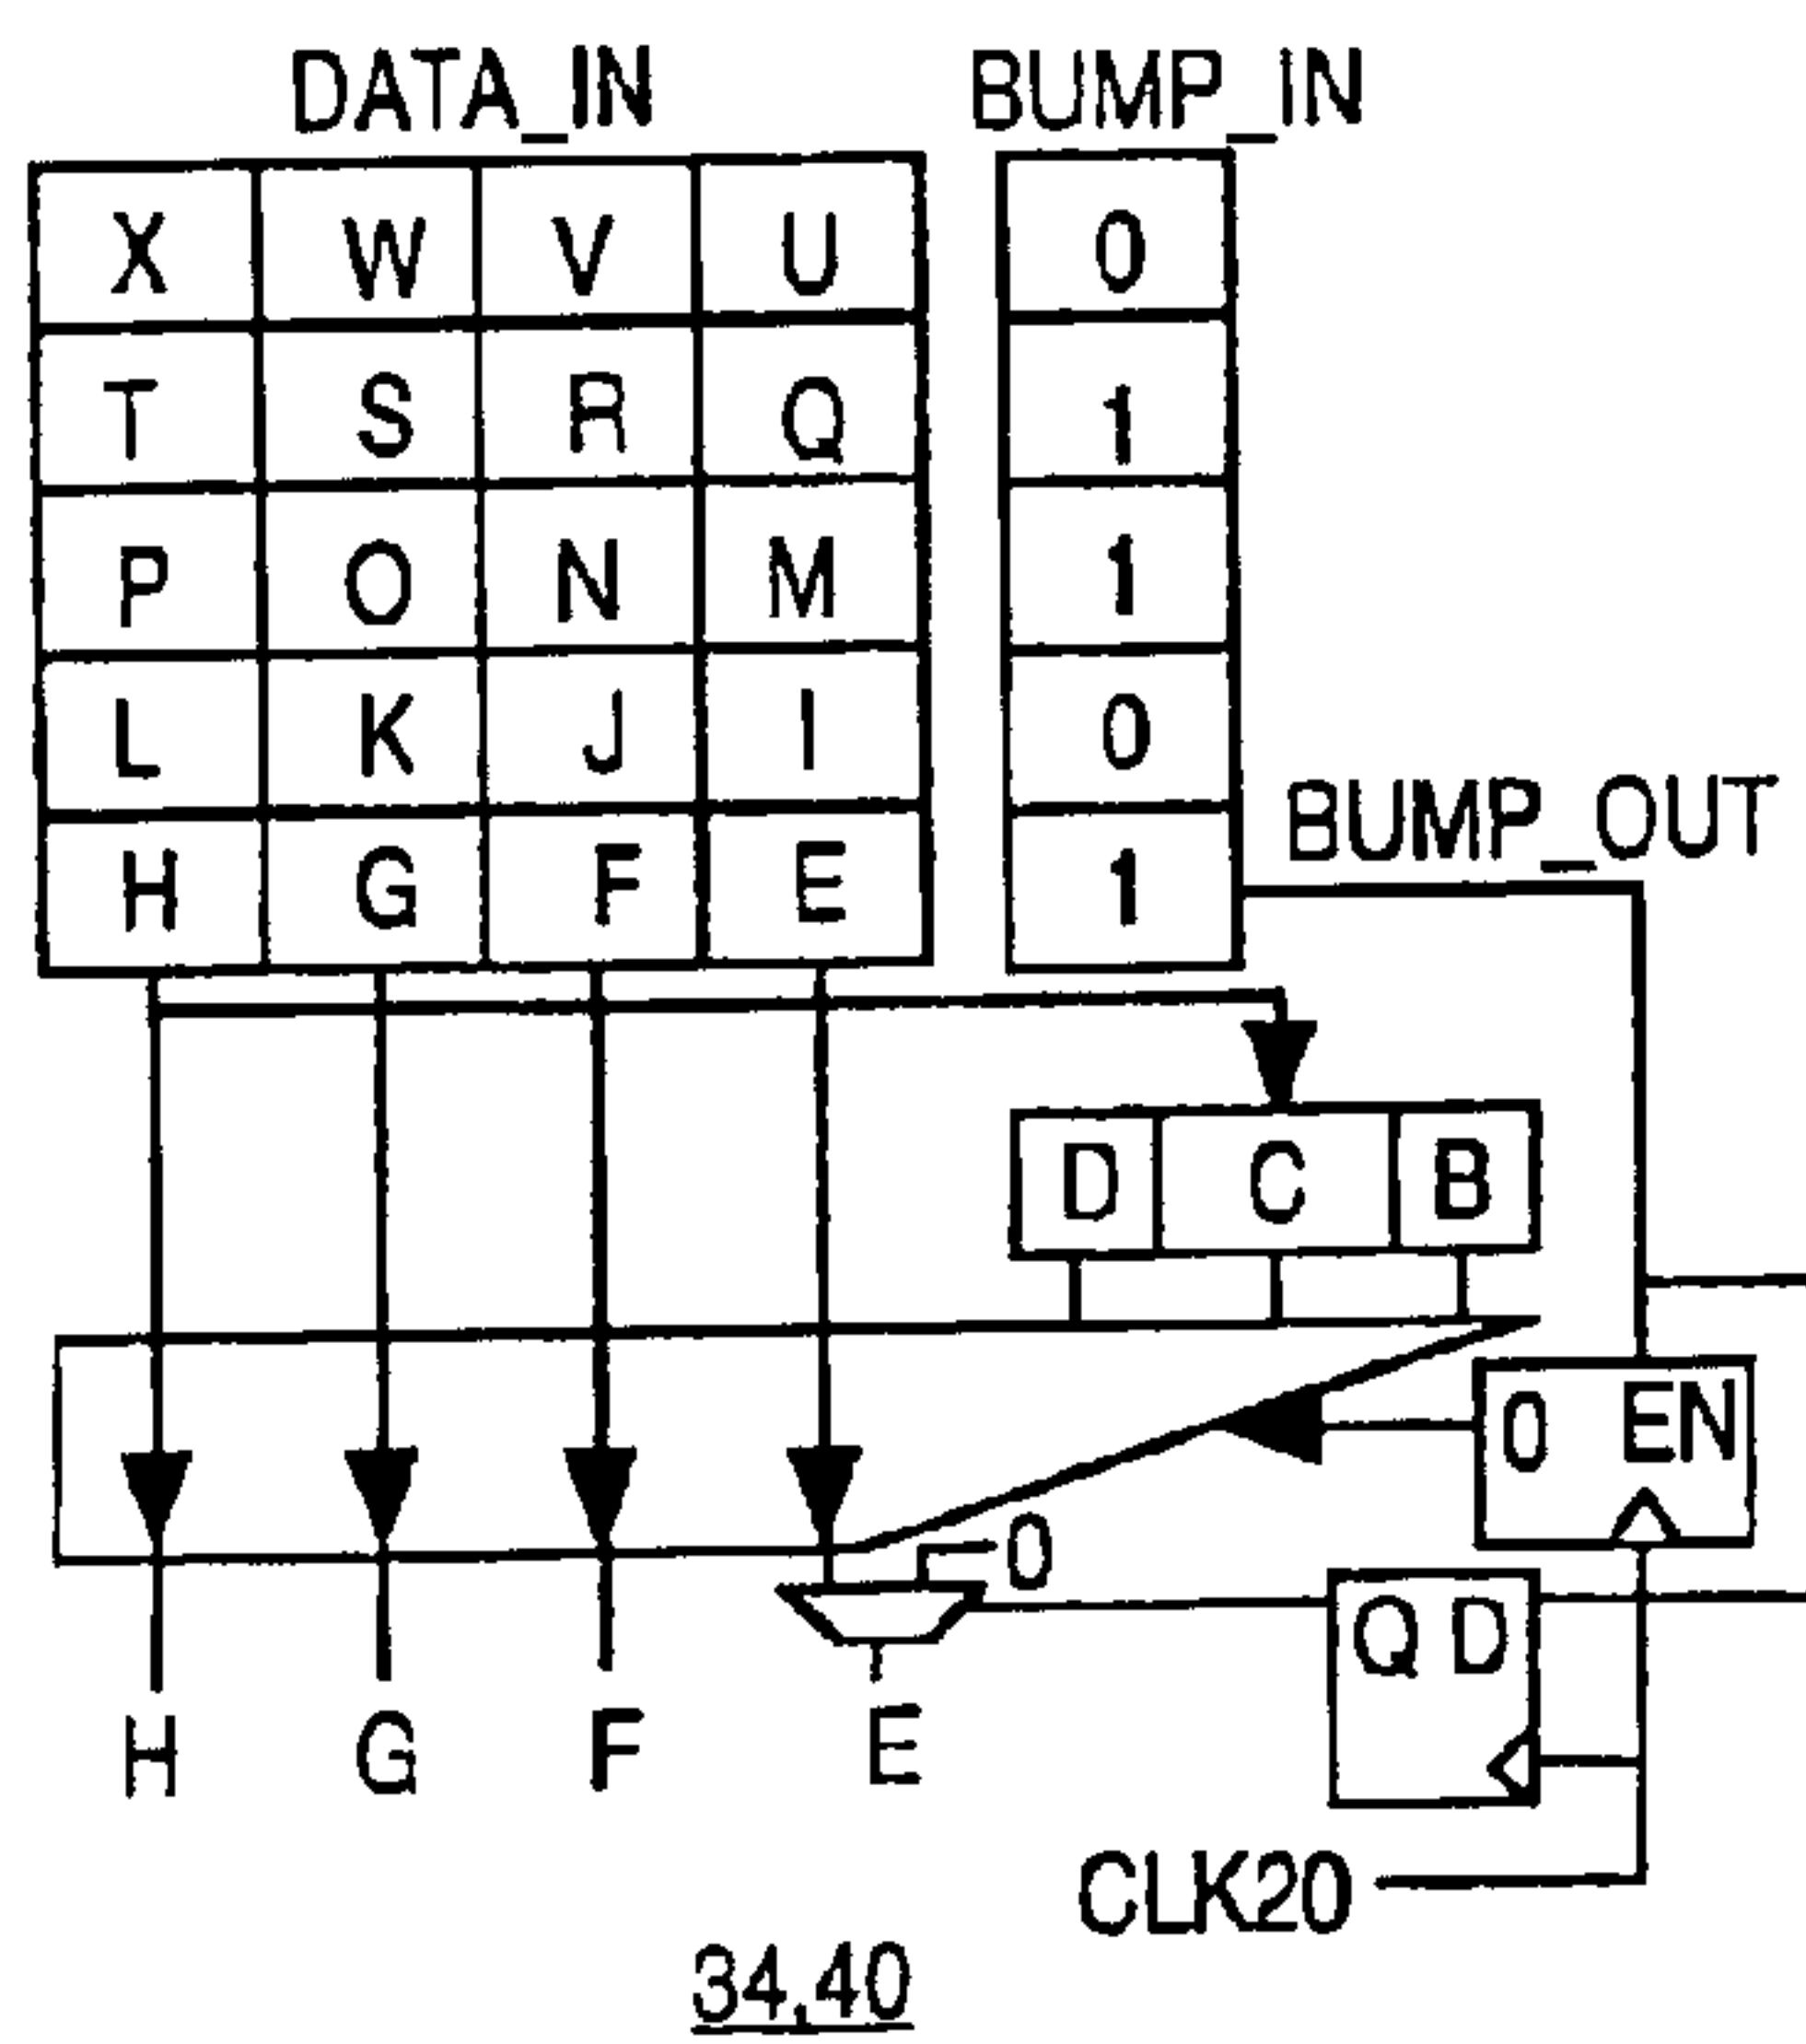 DATA_IN BUMP_IN
X W V U 0
T S R Q 1
P O N M 1
L K J I 0
BUMP_OUT
H G F E 1
D C B
0 EN
0
Q D
H G F E
CLK20
34,40